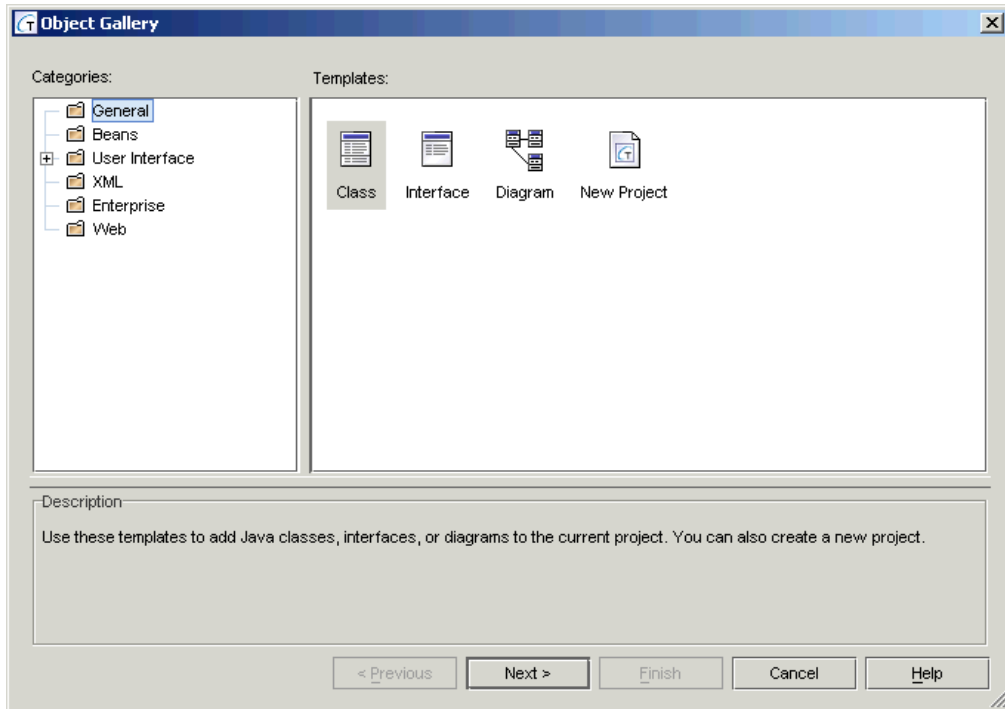 Object Gallery
Categories:
General
Beans
User Interface
XML
Enterprise
Web
Templates:
Class
Interface
Diagram
New Project
Description
Use these templates to add Java classes, interfaces, or diagrams to the current project. You can also create a new project.
< Previous
Next >
Finish
Cancel
Help